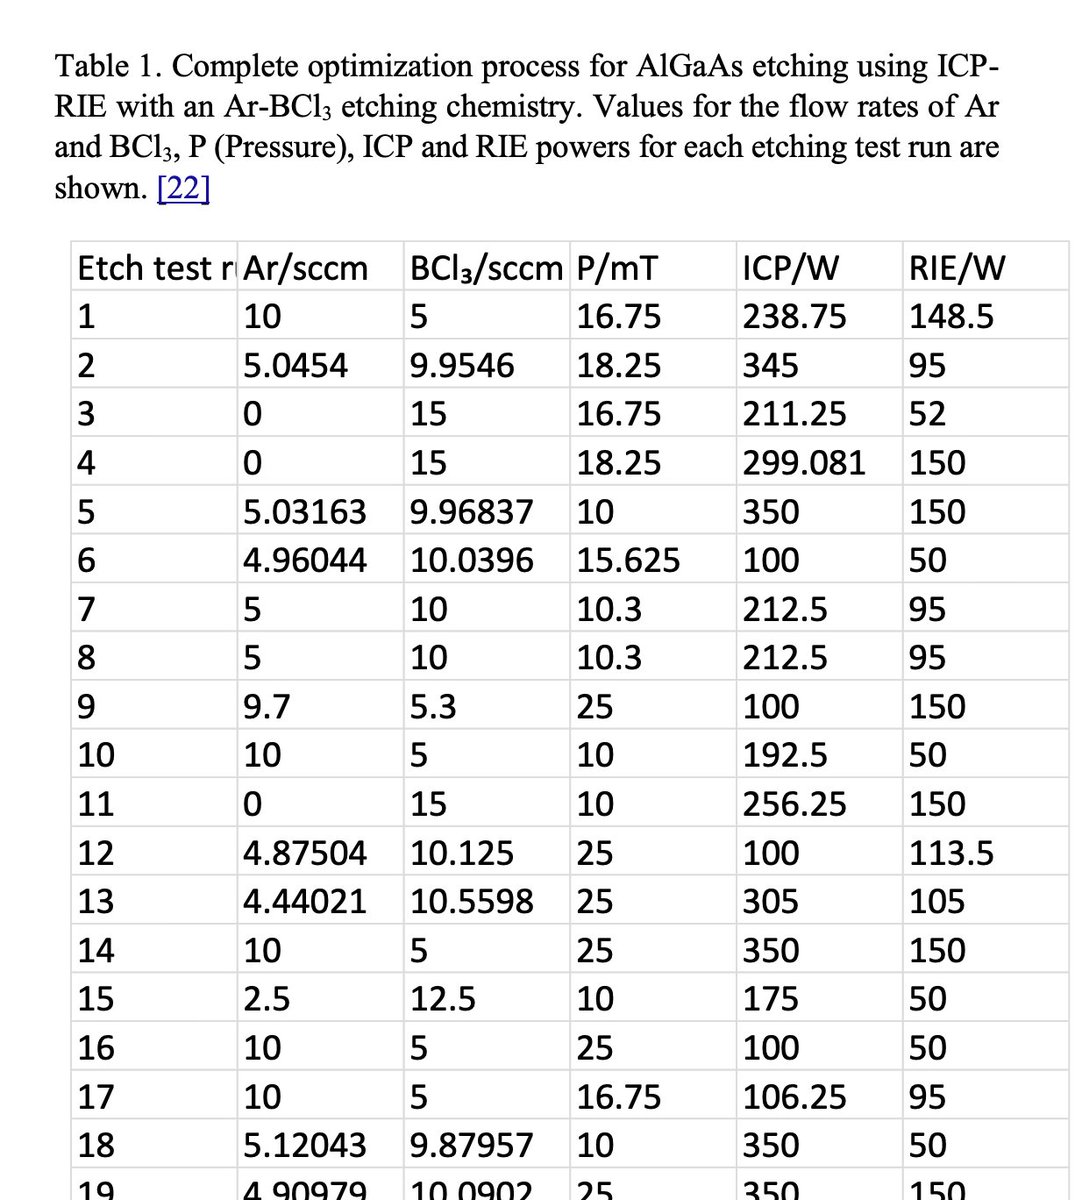 Table 1. Complete optimization process for AlGaAs etching using ICP-
RIE with an Ar-BCl₃ etching chemistry. Values for the flow rates of Ar
and BCl₃, P (Pressure), ICP and RIE powers for each etching test run are
shown. [22]
Etch test r Ar/sccm BCl₃/sccm P/mT ICP/W RIE/W
1 10 5 16.75 238.75 148.5
2 5.0454 9.9546 18.25 345 95
3 0 15 16.75 211.25 52
4 0 15 18.25 299.081 150
5 5.03163 9.96837 10 350 150
6 4.96044 10.0396 15.625 100 50
7 5 10 10.3 212.5 95
8 5 10 10.3 212.5 95
9 9.7 5.3 25 100 150
10 10 5 10 192.5 50
11 0 15 10 256.25 150
12 4.87504 10.125 25 100 113.5
13 4.44021 10.5598 25 305 105
14 10 5 25 350 150
15 2.5 12.5 10 175 50
16 10 5 25 100 50
17 10 5 16.75 106.25 95
18 5.12043 9.87957 10 350 50
19 4.90979 10.0902 25 350 150